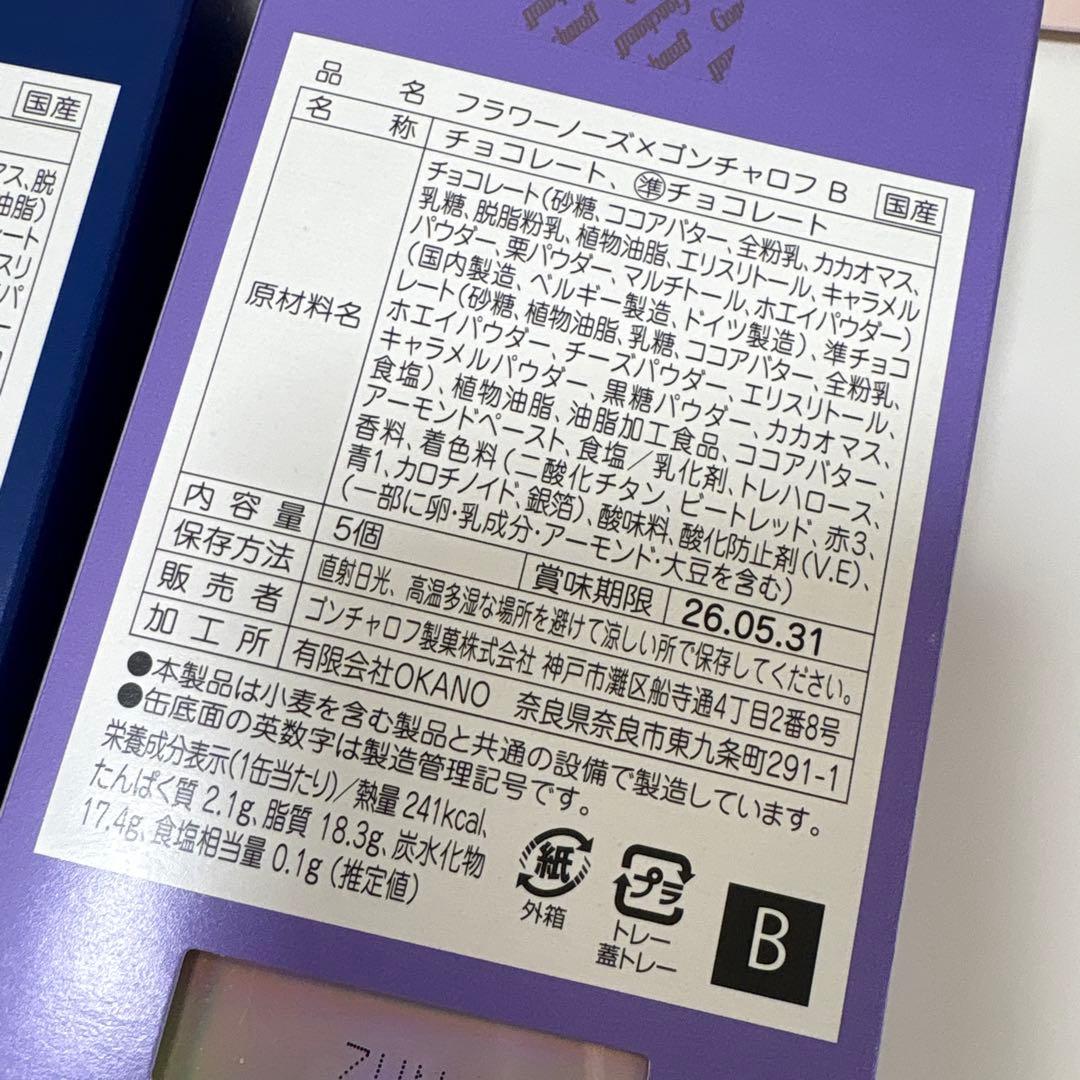 国産
アス、脱
油脂)
ート
スリ
パ
品名 フラワーノーズ×ゴンチャロフ B 国産
名称 チョコレート、準チョコレート
原材料名
チョコレート(砂糖、ココアバター、全粉乳、カカオマス、
乳糖、脱脂粉乳、植物油脂、エリスリトール、キャラメル
パウダー、栗パウダー、マルチトール、ホエイパウダー)
(国内製造、ベルギー製造、ドイツ製造)、準チョコ
レート(砂糖、植物油脂、乳糖、ココアバター、全粉乳、
ホエイパウダー、チーズパウダー、エリスリトール、
キャラメルパウダー、黒糖パウダー、カカオマス、
食塩)、植物油脂、油脂加工食品、ココアバター、
アーモンドペースト、食塩/乳化剤、トレハロース、
香料、着色料(二酸化チタン、ビートレッド、赤3、
青1、カロチノイド、銀箔)、酸味料、酸化防止剤(V.E)、
(一部に卵・乳成分・アーモンド・大豆を含む)
内容量 5個 賞味期限 26.05.31
保存方法 直射日光、高温多湿な場所を避けて涼しい所で保存してください。
販売者 ゴンチャロフ製菓株式会社 神戸市灘区船寺通4丁目2番8号
加工所 有限会社OKANO 奈良県奈良市東九条町291-1
●本製品は小麦を含む製品と共通の設備で製造しています。
●缶底面の英数字は製造管理記号です。
栄養成分表示(1缶当たり)/熱量 241kcal、
たんぱく質 2.1g、脂質 18.3g、炭水化物
17.4g、食塩相当量 0.1g(推定値)
紙
外箱
プラ
トレー
蓋トレー
B